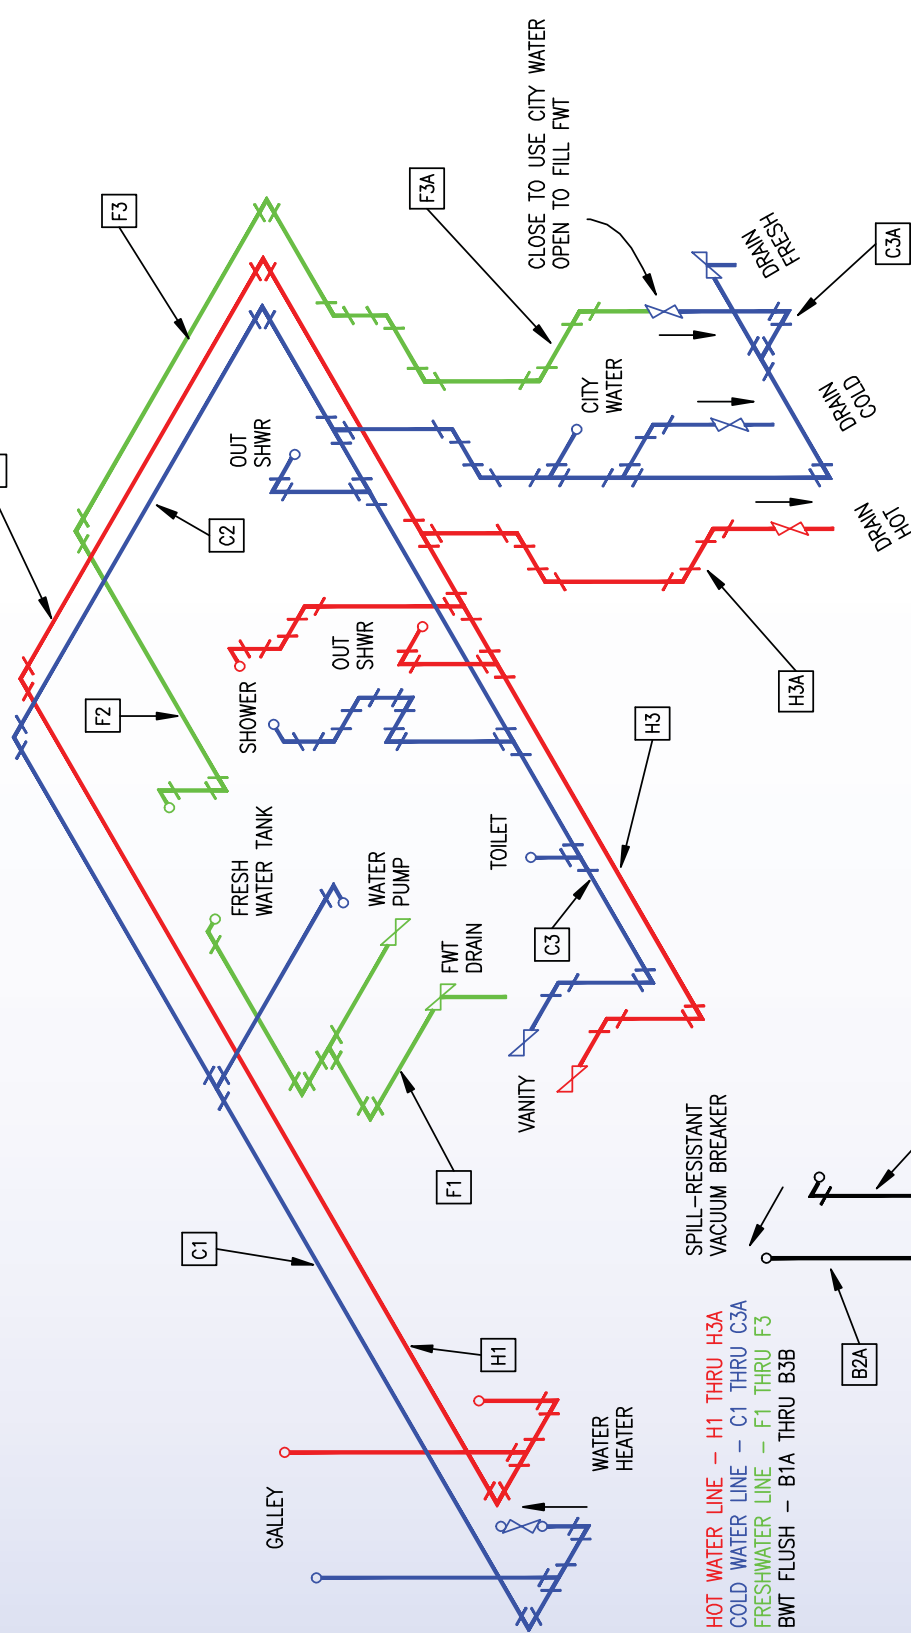 CLOSE TO USE CITY WATER
OPEN TO FILL FWT
F3
F3A
C3A
DRAIN
FRESH
CITY
WATER
DRAIN
COLD
OUT
SHWR
C2
DRAIN
HOT
OUT
SHWR
SHOWER
F2
H3A
H3
FRESH
WATER TANK
WATER
PUMP
TOILET
C3
FWT
DRAIN
VANITY
F1
C1
SPILL-RESISTANT
VACUUM BREAKER
H1
B2A
WATER
HEATER
GALLEY
HOT WATER LINE - H1 THRU H3A
COLD WATER LINE - C1 THRU C3A
FRESHWATER LINE - F1 THRU F3
BWT FLUSH - B1A THRU B3B